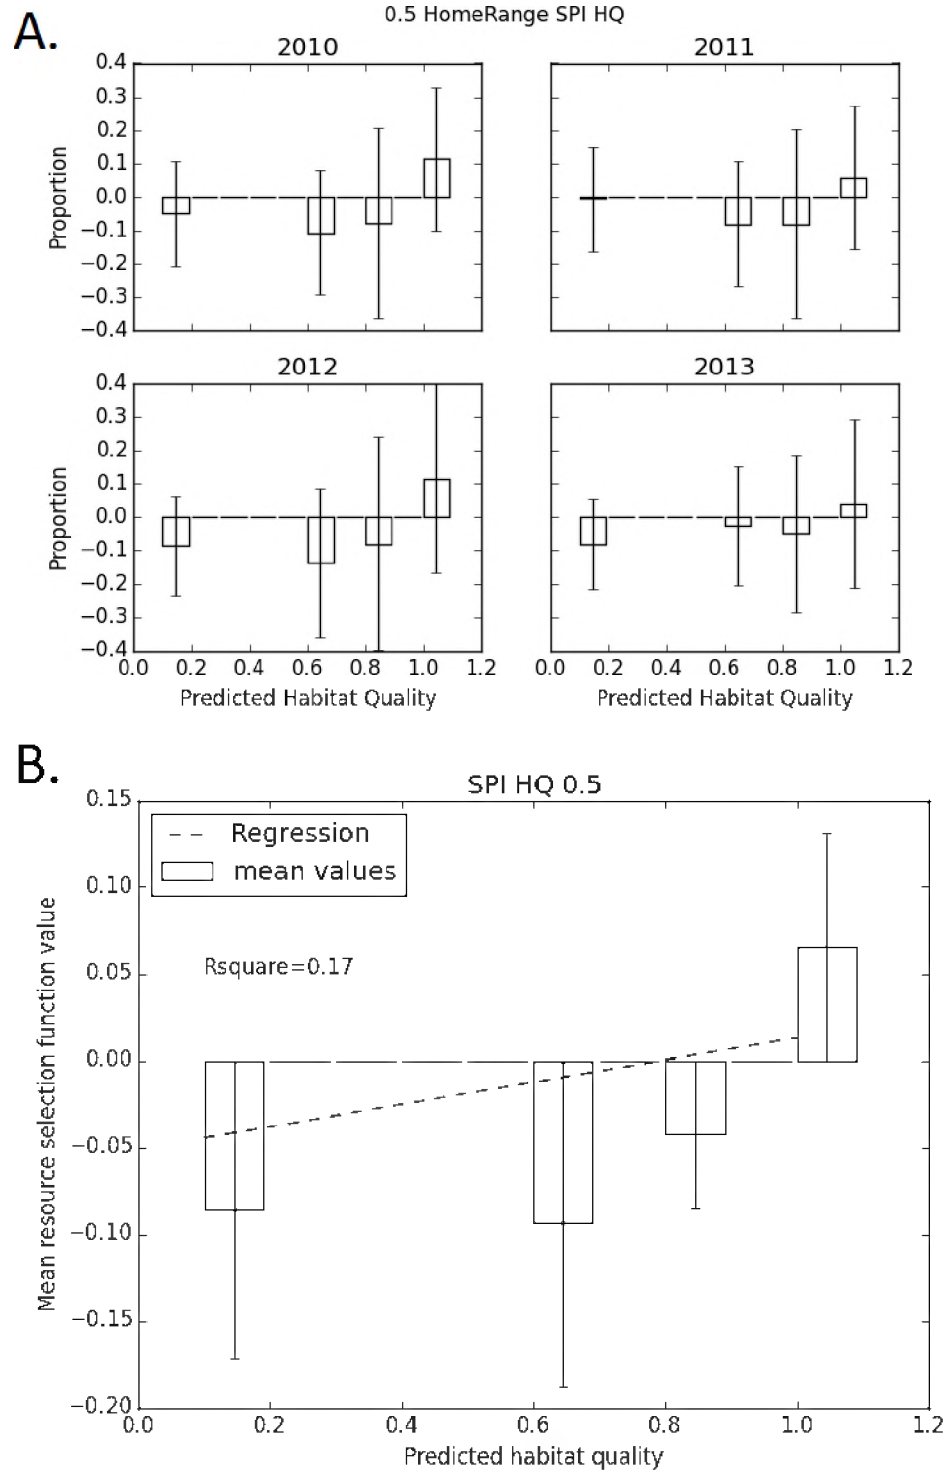 0.5 HomeRange SPI HQ
A.
2010
2011
0.4
0.3
0.2
0.1
0.0
−0.1
−0.2
−0.3
−0.4
Proportion
2012
2013
0.4
0.3
0.2
0.1
0.0
−0.1
−0.2
−0.3
−0.4
Proportion
0.0 0.2 0.4 0.6 0.8 1.0 1.2
0.0 0.2 0.4 0.6 0.8 1.0 1.2
Predicted Habitat Quality
Predicted Habitat Quality
B.
SPI HQ 0.5
0.15
0.10
0.05
0.00
−0.05
−0.10
−0.15
−0.20
Mean resource selection function value
Regression
mean values
Rsquare=0.17
0.0 0.2 0.4 0.6 0.8 1.0 1.2
Predicted habitat quality